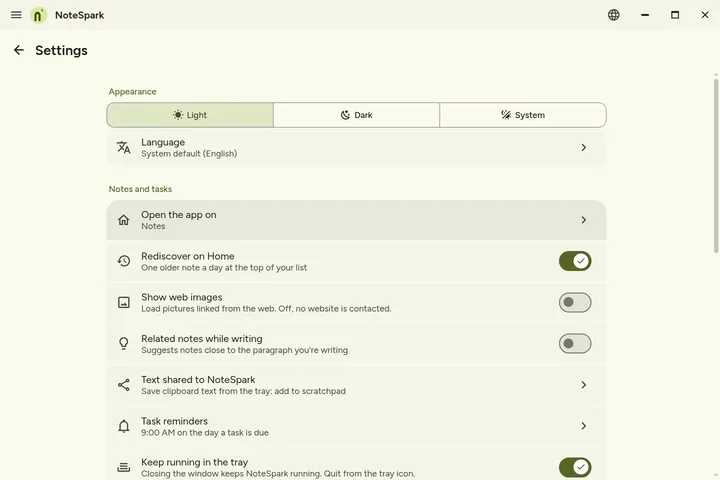 NoteSpark
Settings
Appearance
Light
Dark
System
Language
System default (English)
Notes and tasks
Open the app on
Notes
Rediscover on Home
One older note a day at the top of your list
Show web images
Load pictures linked from the web. Off, no website is contacted.
Related notes while writing
Suggests notes close to the paragraph you're writing
Text shared to NoteSpark
Save clipboard text from the tray: add to scratchpad
Task reminders
9:00 AM on the day a task is due
Keep running in the tray
Closing the window keeps NoteSpark running. Quit from the tray icon.